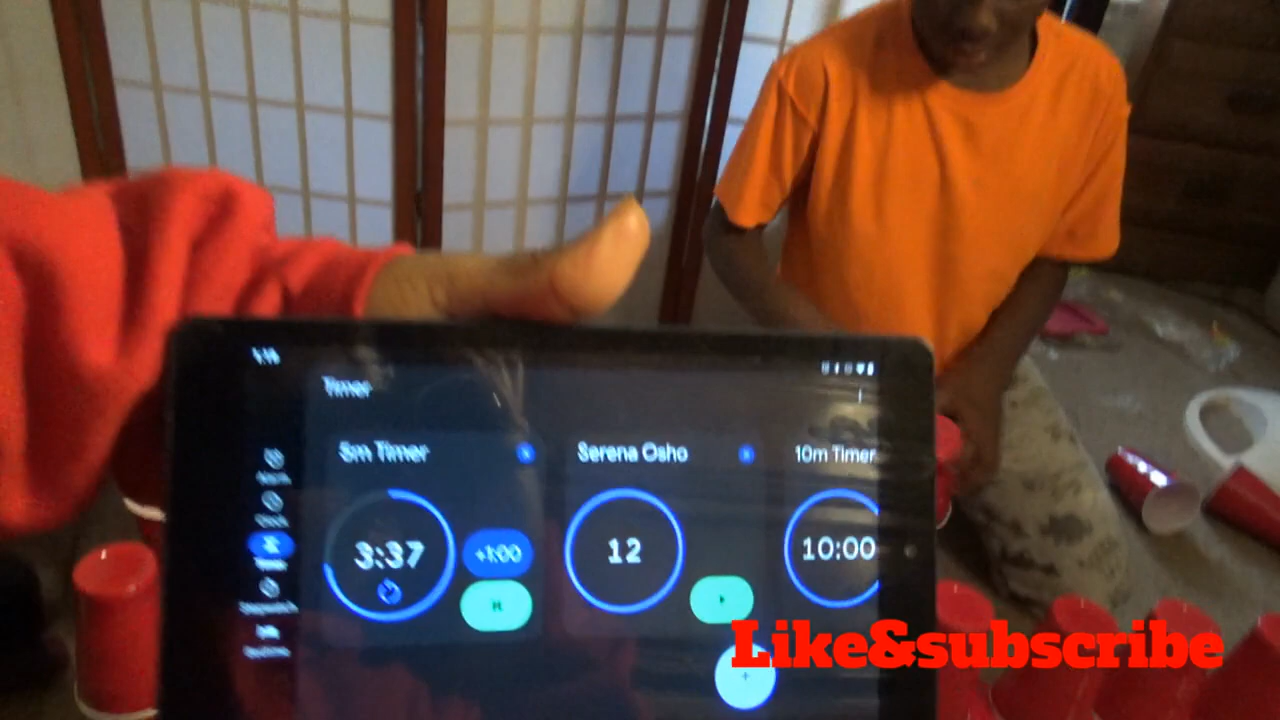 Timer
5m Timer
Serena Osho
10m Timer
3:37
+1:00
12
10:00
Like&subscribe